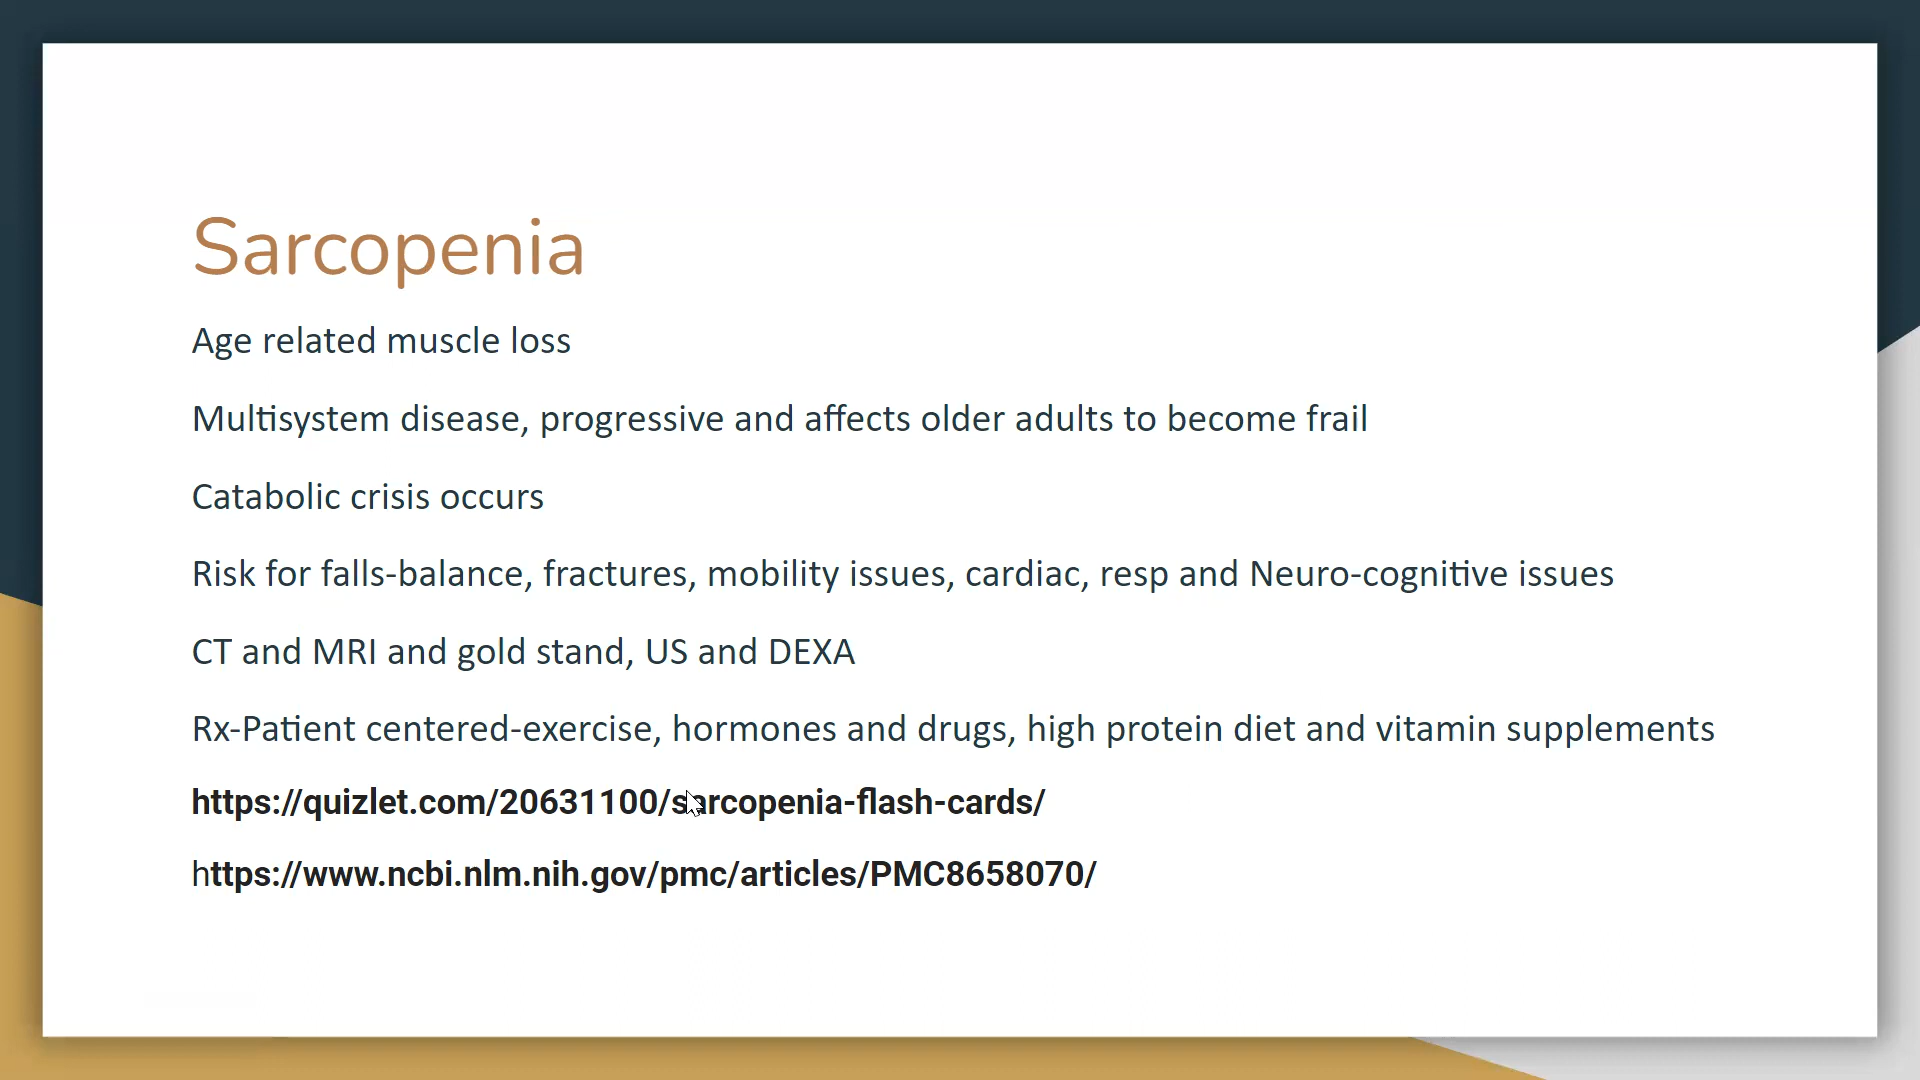 Sarcopenia
Age related muscle loss
Multisystem disease, progressive and affects older adults to become frail
Catabolic crisis occurs
Risk for falls-balance, fractures, mobility issues, cardiac, resp and Neuro-cognitive issues
CT and MRI and gold stand, US and DEXA
Rx-Patient centered-exercise, hormones and drugs, high protein diet and vitamin supplements
https://quizlet.com/20631100/sarcopenia-flash-cards/
https://www.ncbi.nlm.nih.gov/pmc/articles/PMC8658070/